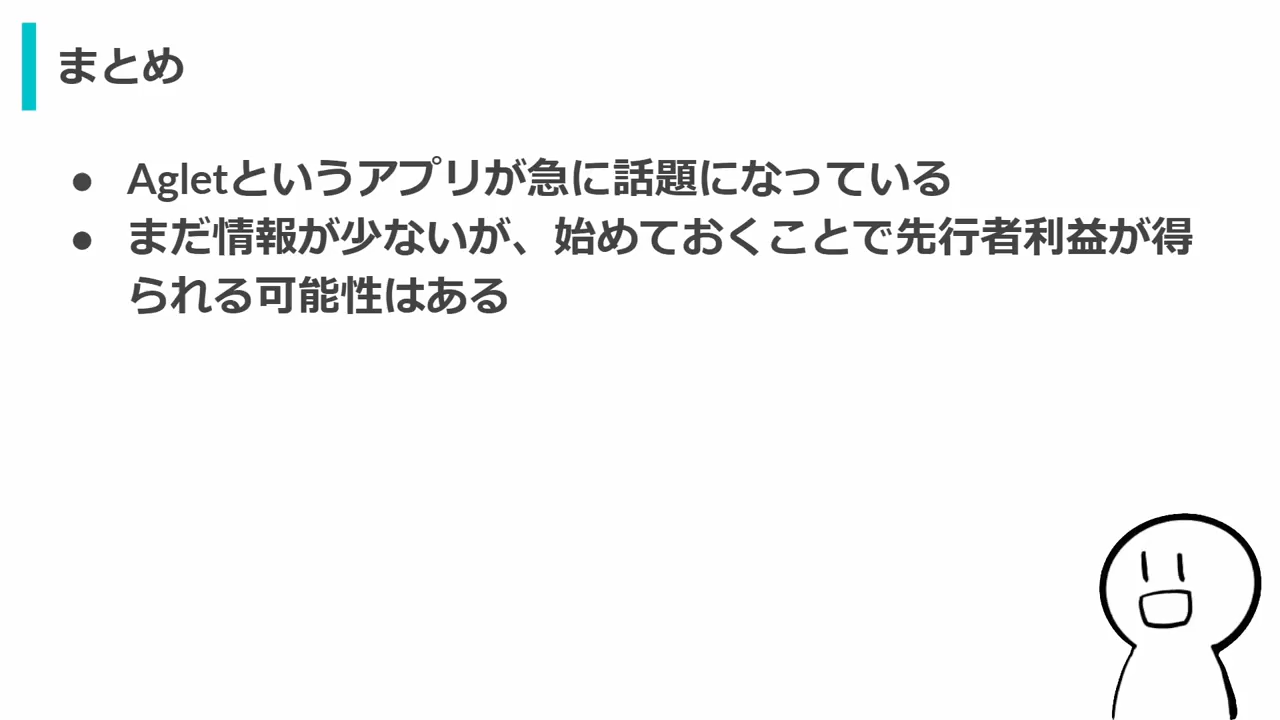 まとめ
● Agletというアプリが急に話題になっている
● まだ情報が少ないが、始めておくことで先行者利益が得
られる可能性はある